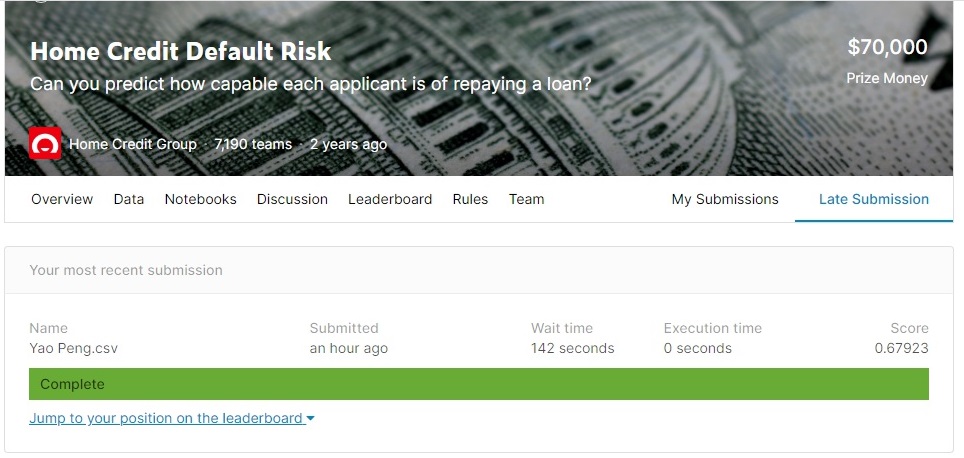 Home Credit Default Risk
$70,000
Can you predict how capable each applicant is of repaying a loan?
Prize Money
Home Credit Group · 7,190 teams · 2 years ago
Overview Data Notebooks Discussion Leaderboard Rules Team My Submissions Late Submission
Your most recent submission
Name Submitted Wait time Execution time Score
Yao Peng.csv an hour ago 142 seconds 0 seconds 0.67923
Complete
Jump to your position on the leaderboard